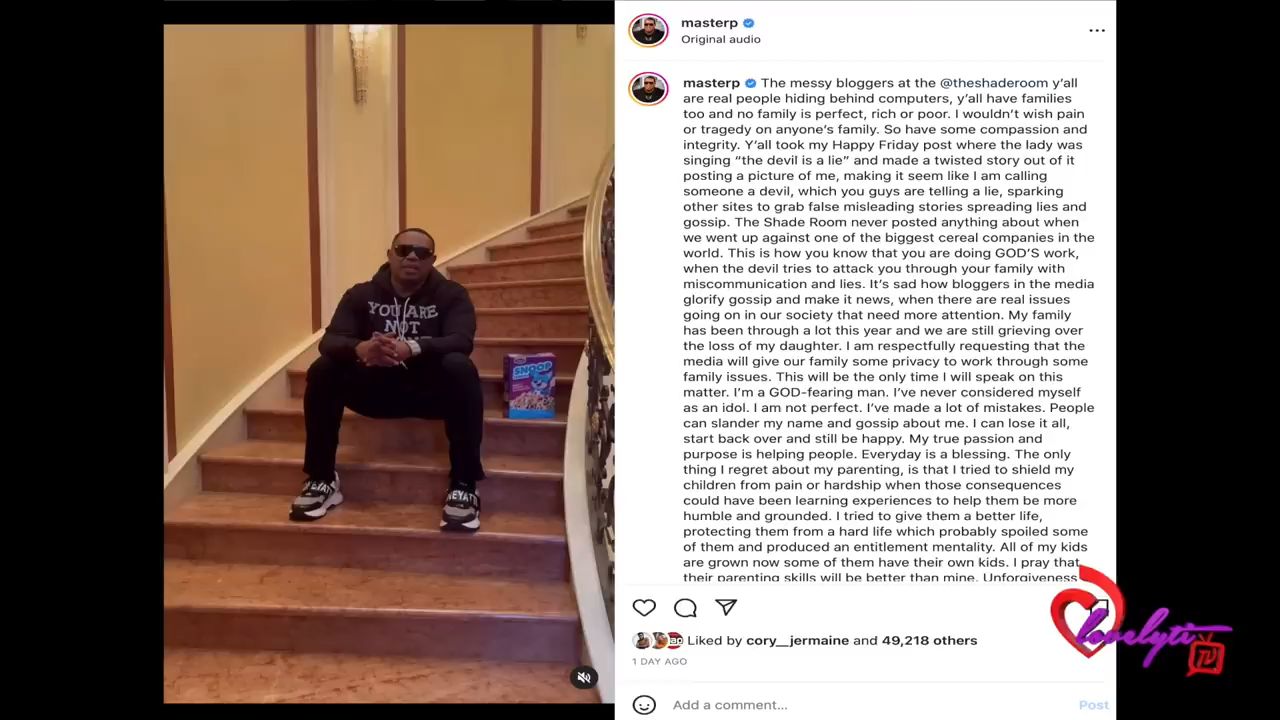 masterp
Original audio
masterp The messy bloggers at the @theshaderoom y'all
are real people hiding behind computers, y'all have families
too and no family is perfect, rich or poor. I wouldn't wish pain
or tragedy on anyone's family. So have some compassion and
integrity. Y'all took my Happy Friday post where the lady was
singing “the devil is a lie” and made a twisted story out of it
posting a picture of me, making it seem like I am calling
someone a devil, which you guys are telling a lie, sparking
other sites to grab false misleading stories spreading lies and
gossip. The Shade Room never posted anything about when
we went up against one of the biggest cereal companies in the
world. This is how you know that you are doing GOD'S work,
when the devil tries to attack you through your family with
miscommunication and lies. It's sad how bloggers in the media
glorify gossip and make it news, when there are real issues
going on in our society that need more attention. My family
has been through a lot this year and we are still grieving over
the loss of my daughter. I am respectfully requesting that the
media will give our family some privacy to work through some
family issues. This will be the only time I will speak on this
matter. I'm a GOD-fearing man. I've never considered myself
as an idol. I am not perfect. I've made a lot of mistakes. People
can slander my name and gossip about me. I can lose it all,
start back over and still be happy. My true passion and
purpose is helping people. Everyday is a blessing. The only
thing I regret about my parenting, is that I tried to shield my
children from pain or hardship when those consequences
could have been learning experiences to help them be more
humble and grounded. I tried to give them a better life,
protecting them from a hard life which probably spoiled some
of them and produced an entitlement mentality. All of my kids
are grown now some of them have their own kids. I pray that
their parenting skills will be better than mine. Unforgiveness
Liked by cory__jermaine and 49,218 others
1 DAY AGO
Add a comment...
Post
YOU ARE
NOT
SNOOP
lovelyti
TV